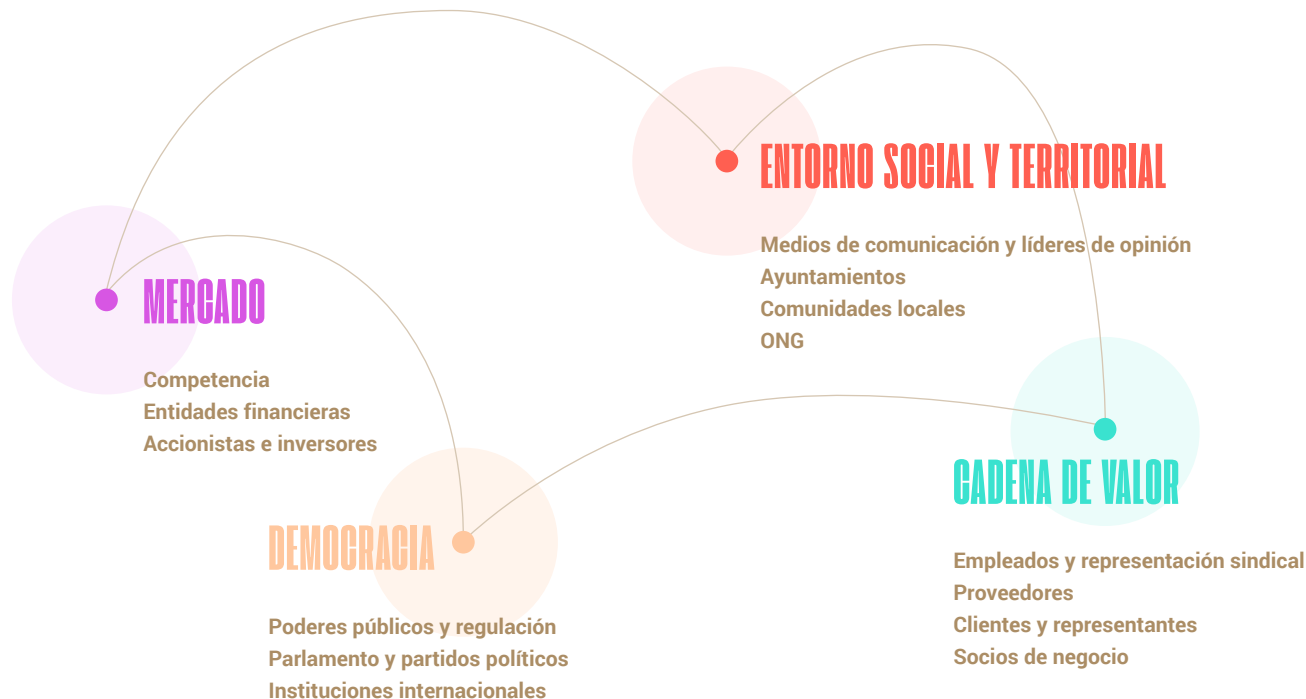 ENTORNO SOCIAL Y TERRITORIAL
Medios de comunicación y líderes de opinión
Ayuntamientos
Comunidades locales
ONG
MERCADO
Competencia
Entidades financieras
Accionistas e inversores
CADENA DE VALOR
Empleados y representación sindical
Proveedores
Clientes y representantes
Socios de negocio
DEMOCRACIA
Poderes públicos y regulación
Parlamento y partidos políticos
Instituciones internacionales